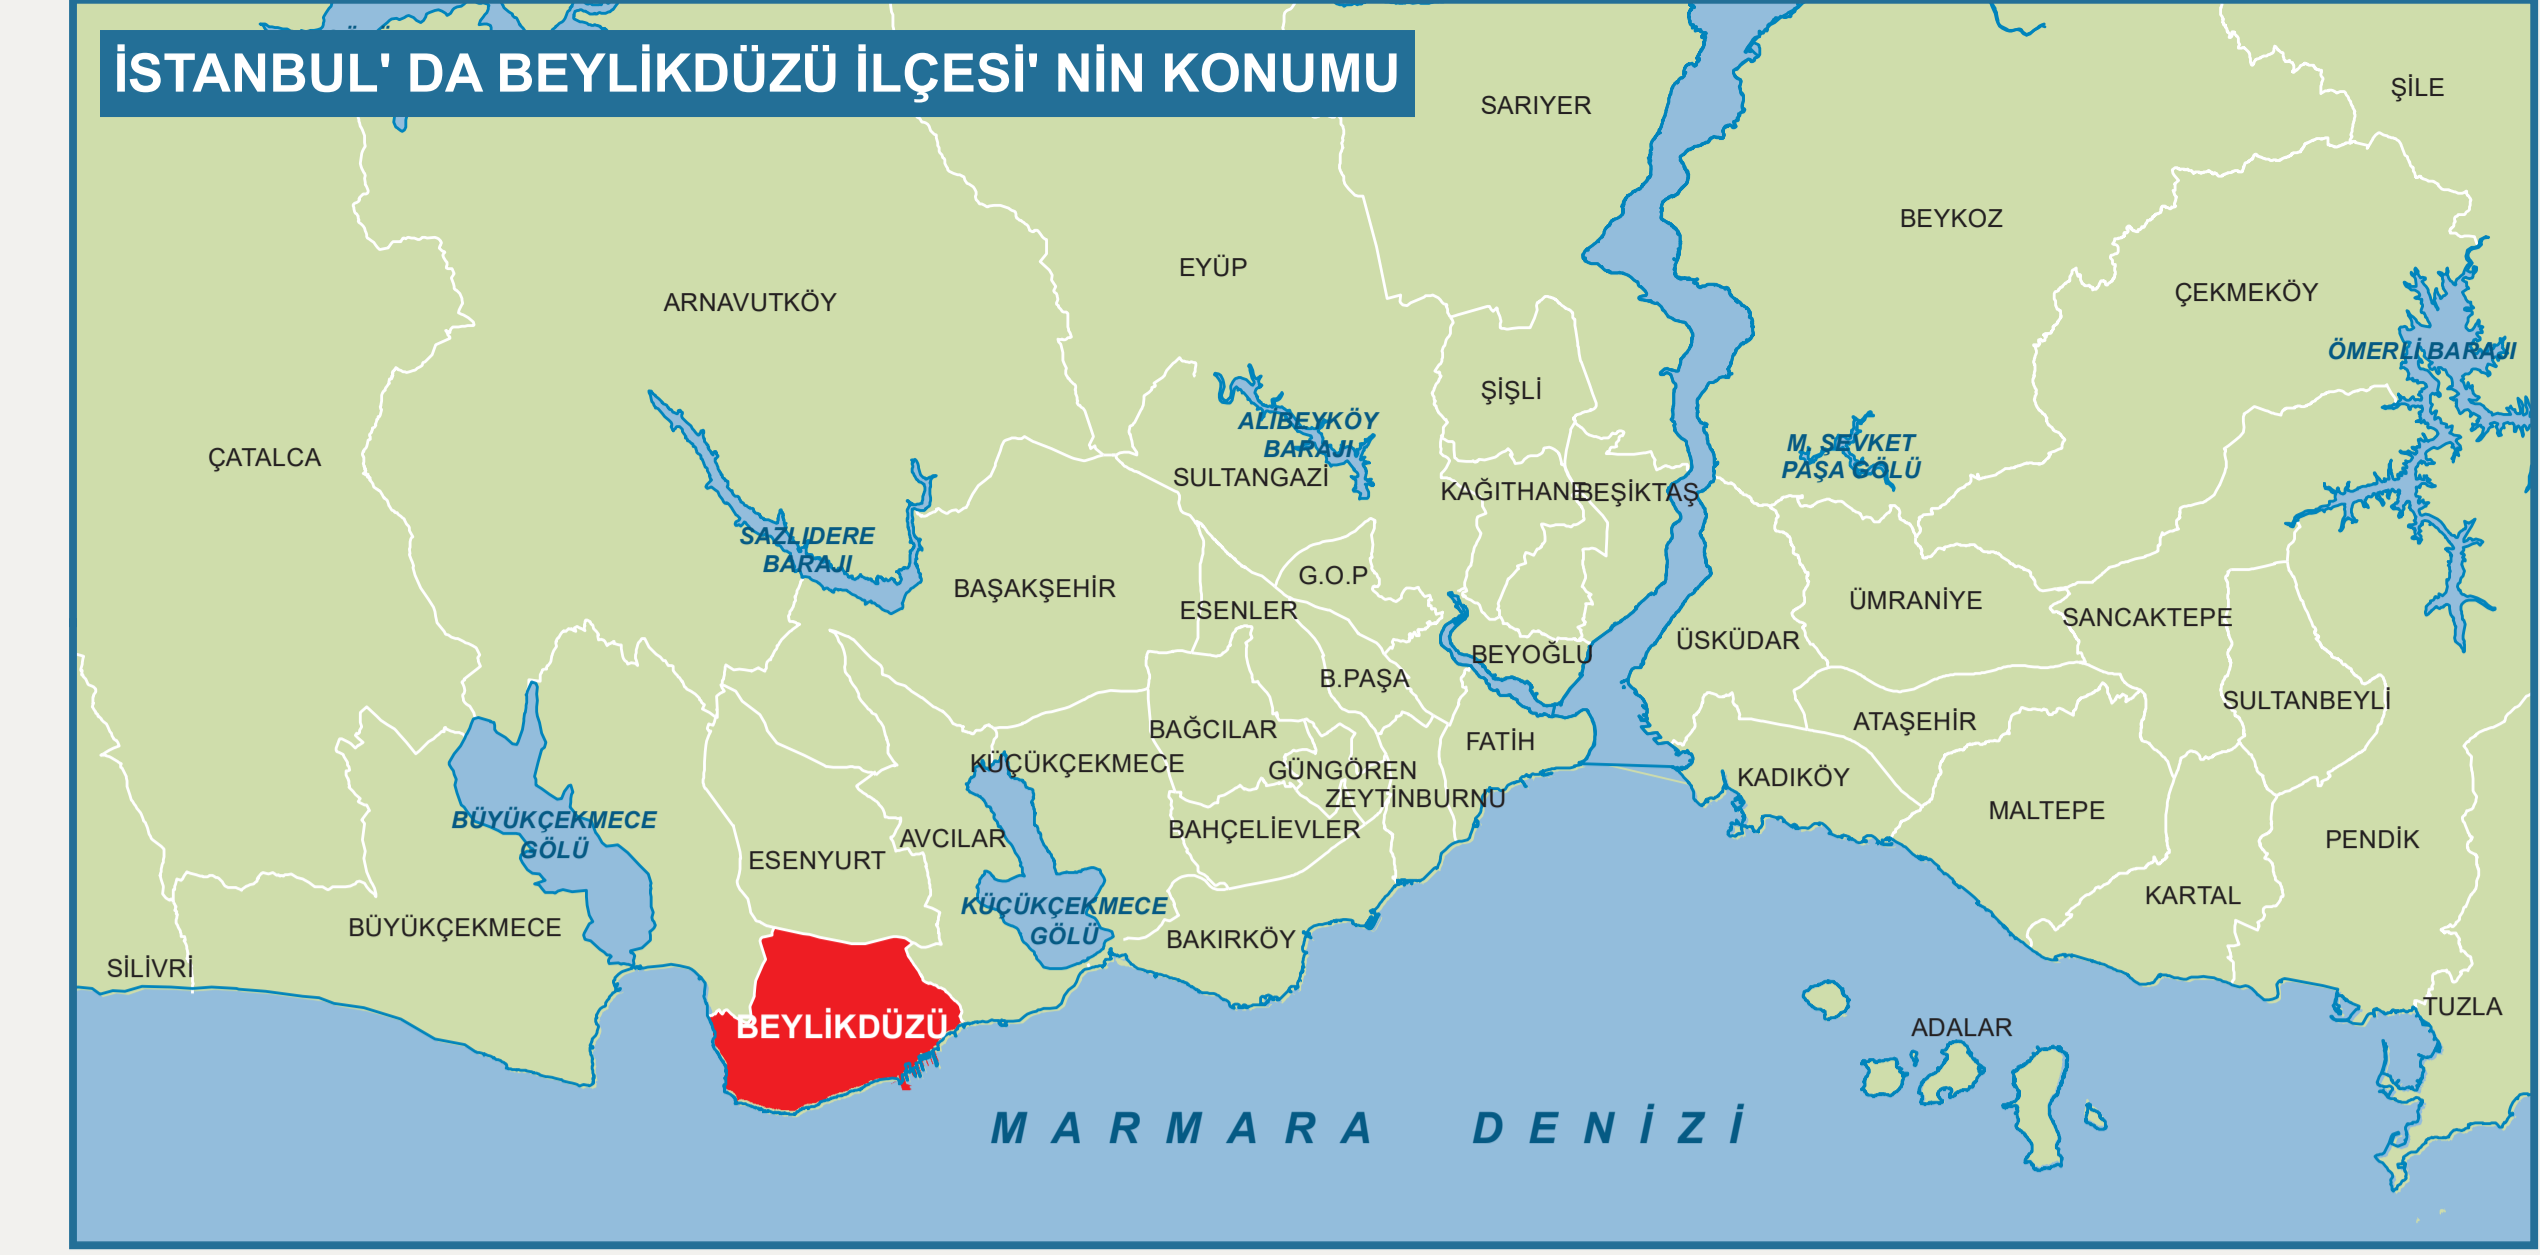 İSTANBUL' DA BEYLİKDÜZÜ İLÇESİ' NİN KONUMU
ŞİLE
SARIYER
BEYKOZ
EYÜP
ÇEKMEKÖY
ARNAVUTKÖY
ÖMERLİ BARAJI
ŞİŞLİ
ALİBEYKÖY
BARAJI
M. ŞEVKET
PAŞA GÖLÜ
ÇATALCA
SULTANGAZİ
KAĞITHANE
BEŞİKTAŞ
SAZLIDERE
BARAJI
G.O.P
BAŞAKŞEHİR
ÜMRANİYE
ESENLER
SANCAKTEPE
ÜSKÜDAR
BEYOĞLU
B.PAŞA
SULTANBEYLİ
ATAŞEHİR
BAĞCILAR
FATİH
KÜÇÜKÇEKMECE
GÜNGÖREN
KADIKÖY
ZEYTİNBURNU
MALTEPE
BÜYÜKÇEKMECE
GÖLÜ
BAHÇELİEVLER
AVCILAR
PENDİK
ESENYURT
KARTAL
KÜÇÜKÇEKMECE
GÖLÜ
BÜYÜKÇEKMECE
BAKIRKÖY
SİLİVRİ
TUZLA
BEYLİKDÜZÜ
ADALAR
MARMARA DENİZİ